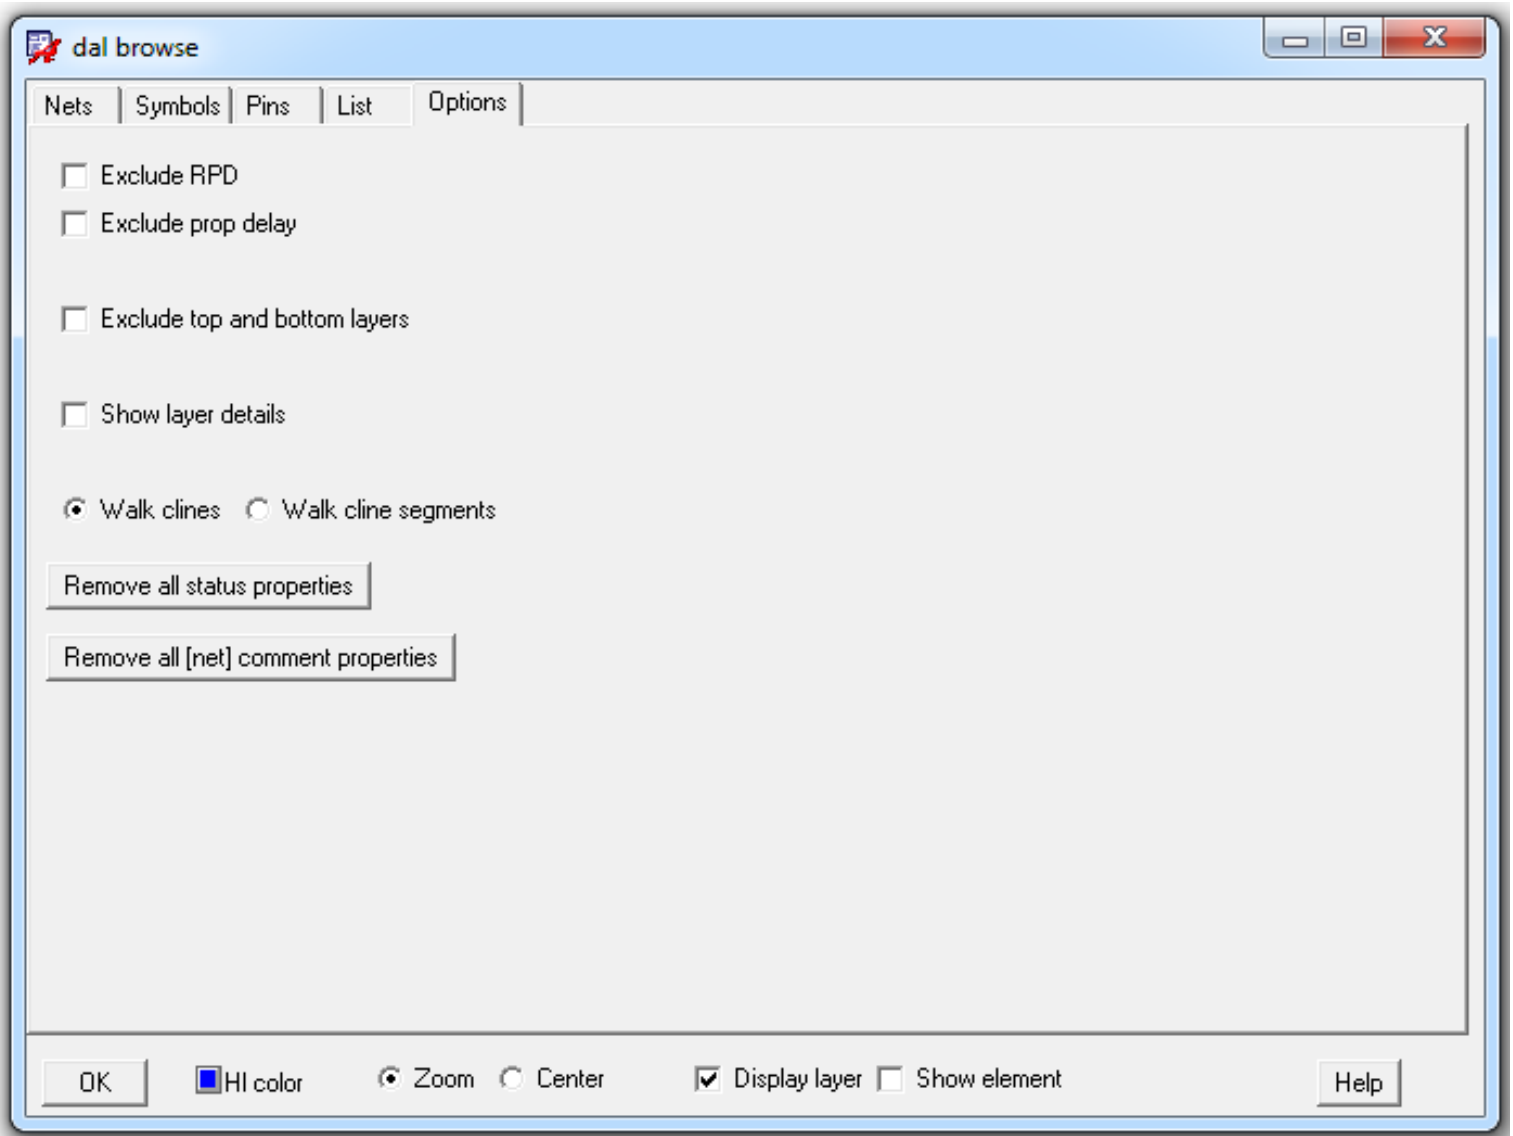 dal browse
Nets Symbols Pins List Options
Exclude RPD
Exclude prop delay
Exclude top and bottom layers
Show layer details
Walk clines Walk cline segments
Remove all status properties
Remove all [net] comment properties
OK HI color Zoom Center Display layer Show element Help